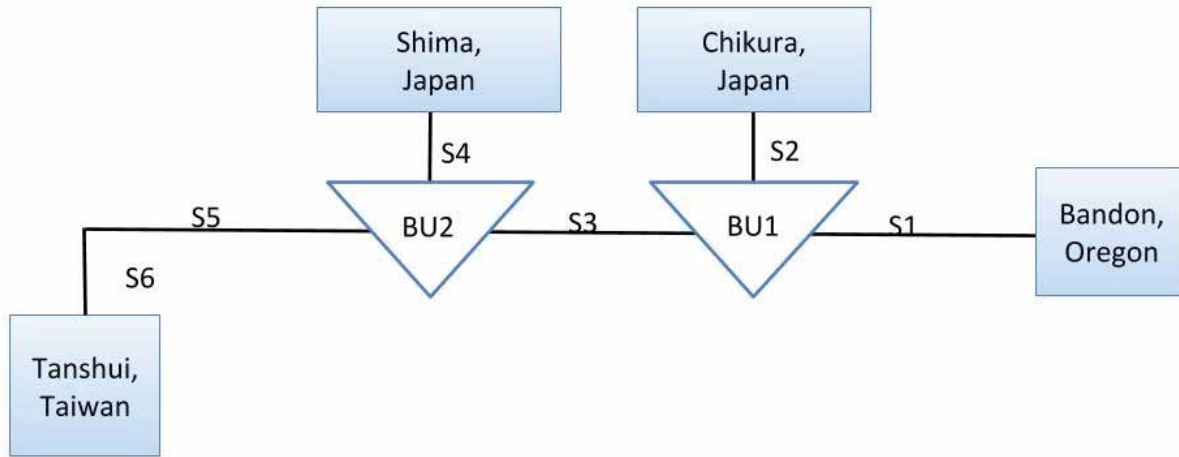 Shima,
Japan
Chikura,
Japan
S4
S2
S5
BU2
S3
BU1
S1
Bandon,
Oregon
S6
Tanshui,
Taiwan